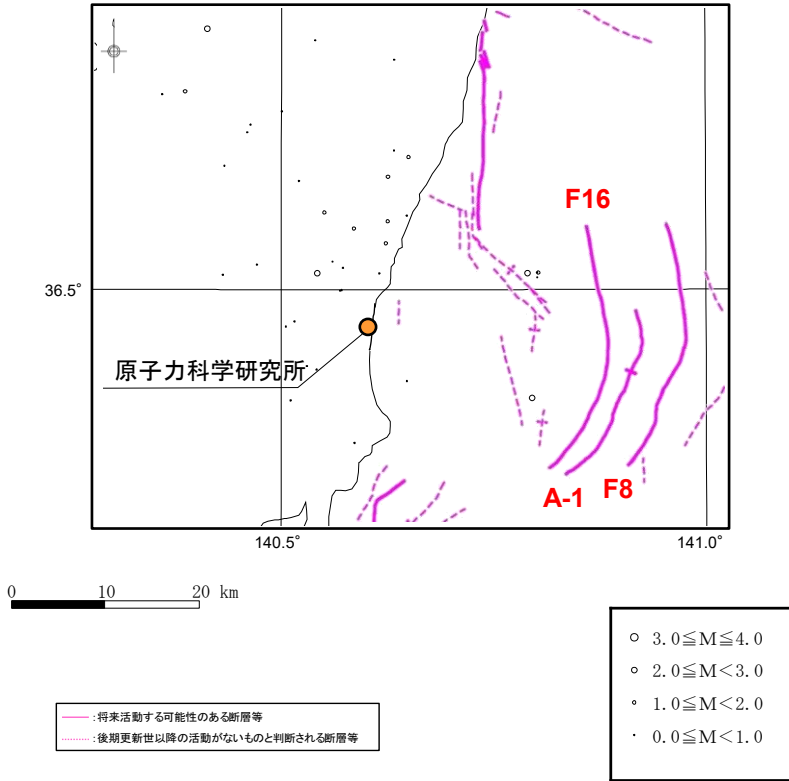 F16
36.5°
原子力科学研究所
A-1
F8
140.5°
141.0°
0 10 20 km
3.0≦M≦4.0
2.0≦M<3.0
1.0≦M<2.0
0.0≦M<1.0
:将来活動する可能性のある断層等
:後期更新世以降の活動がないものと判断される断層等